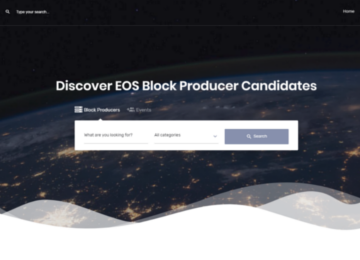 Type your search...
Home
Discover EOS Block Producer Candidates
Block Producers
Events
What are you looking for?
All categories
Search